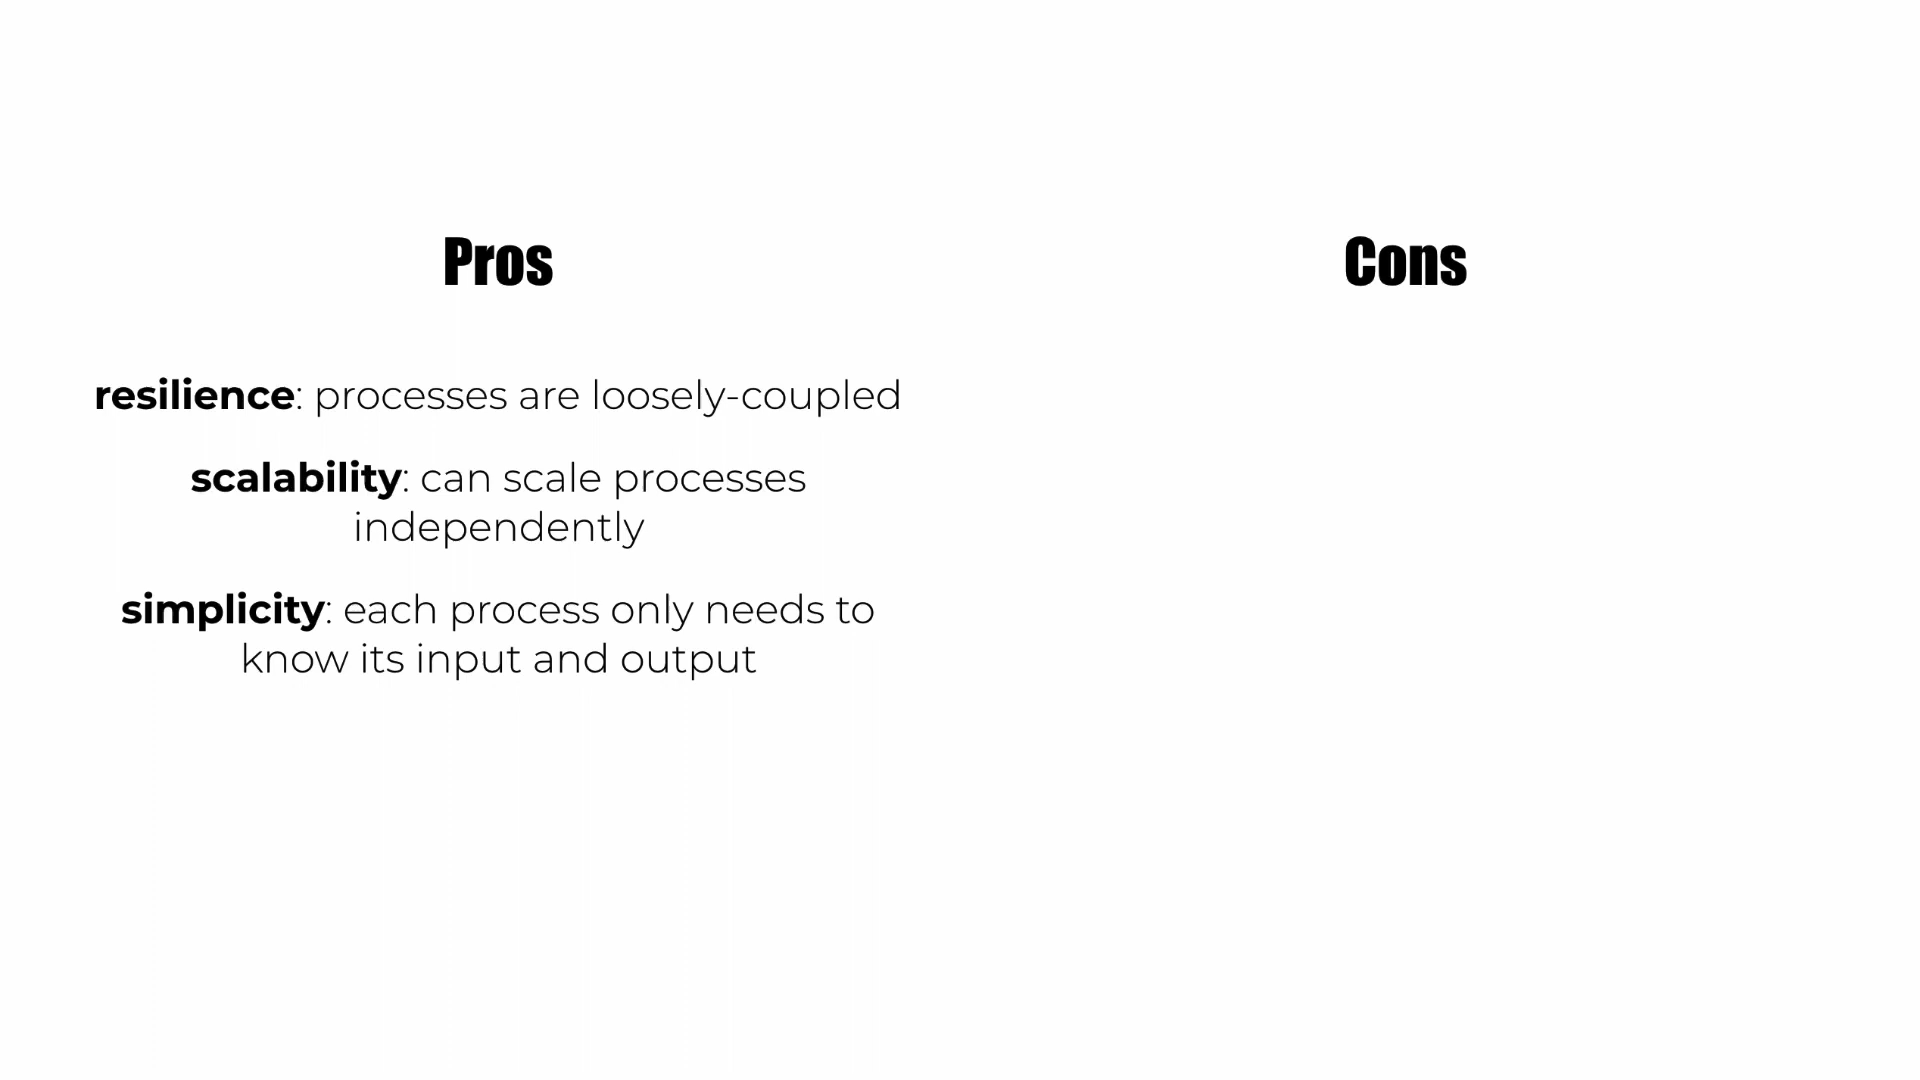 Pros
resilience: processes are loosely-coupled
scalability: can scale processes
independently
simplicity: each process only needs to
know its input and output
Cons